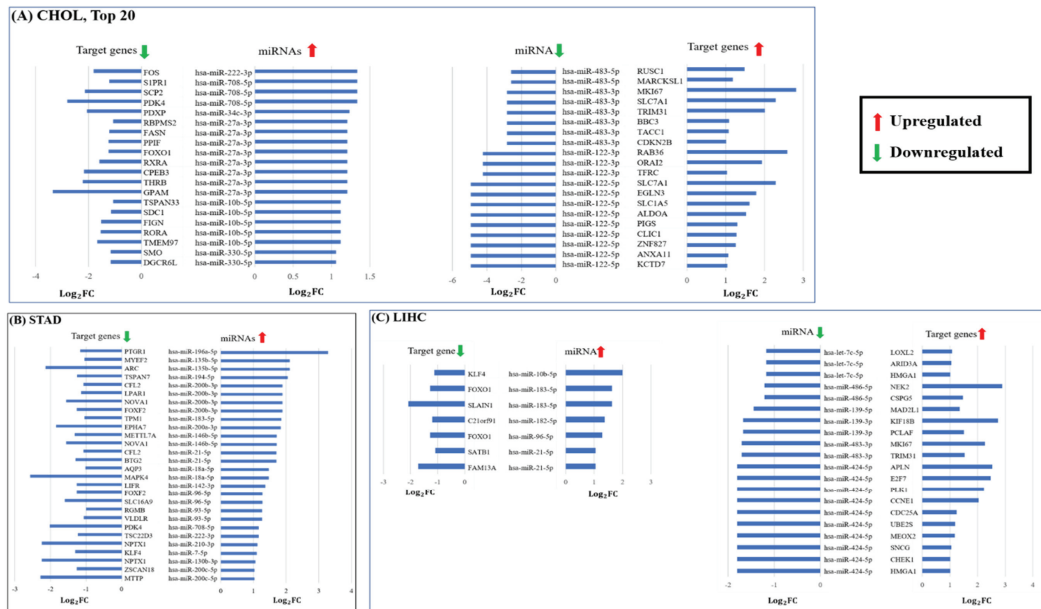 (A) CHOL, Top 20
Target genes miRNAs
FOS hsa-miR-222-3p
S1PR1 hsa-miR-708-5p
SCP2 hsa-miR-708-5p
PDK4 hsa-miR-708-5p
PDXP hsa-miR-34c-3p
RBPMS2 hsa-miR-27a-3p
FASN hsa-miR-27a-3p
PPIF hsa-miR-27a-3p
FOXO1 hsa-miR-27a-3p
RXRA hsa-miR-27a-3p
CPEB3 hsa-miR-27a-3p
THRB hsa-miR-27a-3p
GPAM hsa-miR-27a-3p
TSPAN33 hsa-miR-10b-5p
SDC1 hsa-miR-10b-5p
FIGN hsa-miR-10b-5p
RORA hsa-miR-10b-5p
TMEM97 hsa-miR-10b-5p
SMO hsa-miR-330-5p
DGCR6L hsa-miR-330-5p
-4 -2 0 0 0.5 1 1.5
Log2FC Log2FC
miRNA Target genes
hsa-miR-483-5p RUSC1
hsa-miR-483-5p MARCKSL1
hsa-miR-483-3p MKI67
hsa-miR-483-3p SLC7A1
hsa-miR-483-3p TRIM31
hsa-miR-483-3p BBC3
hsa-miR-483-3p TACC1
hsa-miR-483-3p CDKN2B
hsa-miR-122-3p RAB36
hsa-miR-122-3p ORAI2
hsa-miR-122-3p TFRC
hsa-miR-122-5p SLC7A1
hsa-miR-122-5p EGLN3
hsa-miR-122-5p SLC1A5
hsa-miR-122-5p ALDOA
hsa-miR-122-5p PIGS
hsa-miR-122-5p CLIC1
hsa-miR-122-5p ZNF827
hsa-miR-122-5p ANXA11
hsa-miR-122-5p KCTD7
-6 -4 -2 0 0 1 2 3
Log2FC Log2FC
Upregulated
Downregulated
(B) STAD
Target genes miRNAs
PTGR1 hsa-miR-196a-5p
MYEF2 hsa-miR-135b-5p
ARC hsa-miR-135b-5p
TSPAN7 hsa-miR-194-5p
CFL2 hsa-miR-200b-3p
LPAR1 hsa-miR-200b-3p
NOVA1 hsa-miR-200b-3p
FOXF2 hsa-miR-200b-3p
TPM1 hsa-miR-183-5p
EPHA7 hsa-miR-200a-3p
METTL7A hsa-miR-146b-5p
NOVA1 hsa-miR-146b-5p
CFL2 hsa-miR-21-5p
BTG2 hsa-miR-21-5p
AQP3 hsa-miR-18a-5p
MAPK4 hsa-miR-18a-5p
LIFR hsa-miR-142-3p
FOXF2 hsa-miR-96-5p
SLC16A9 hsa-miR-96-5p
RGMB hsa-miR-93-5p
VLDLR hsa-miR-93-5p
PDK4 hsa-miR-708-5p
TSC22D3 hsa-miR-222-3p
NPTX1 hsa-miR-210-3p
KLF4 hsa-miR-7-5p
NPTX1 hsa-miR-130b-3p
ZSCAN18 hsa-miR-200c-5p
MTTP hsa-miR-200c-5p
-3 -2 -1 0 0 1 2 3 4
Log2FC Log2FC
(C) LIHC
Target gene miRNA
KLF4 hsa-miR-10b-5p
FOXO1 hsa-miR-183-5p
SLAIN1 hsa-miR-183-5p
C21orf91 hsa-miR-182-5p
FOXO1 hsa-miR-96-5p
SATB1 hsa-miR-21-5p
FAM13A hsa-miR-21-5p
-3 -2 -1 0 0 1 2 3
Log2FC Log2FC
miRNA Target genes
hsa-let-7c-5p LOXL2
hsa-let-7c-5p ARID3A
hsa-let-7c-5p HMGA1
hsa-miR-486-5p NEK2
hsa-miR-486-5p CSPG5
hsa-miR-139-5p MAD2L1
hsa-miR-139-5p KIF18B
hsa-miR-139-5p PCLAF
hsa-miR-483-3p MKI67
hsa-miR-483-3p TRIM31
hsa-miR-424-5p APLN
hsa-miR-424-5p E2F7
hsa-miR-424-5p PLK1
hsa-miR-424-5p CCNE1
hsa-miR-424-5p CDC25A
hsa-miR-424-5p UBE2S
hsa-miR-424-5p MEOX2
hsa-miR-424-5p SNCG
hsa-miR-424-5p CHEK1
hsa-miR-424-5p HMGA1
-2 -1 0 0 1 2 3 4
Log2FC Log2FC